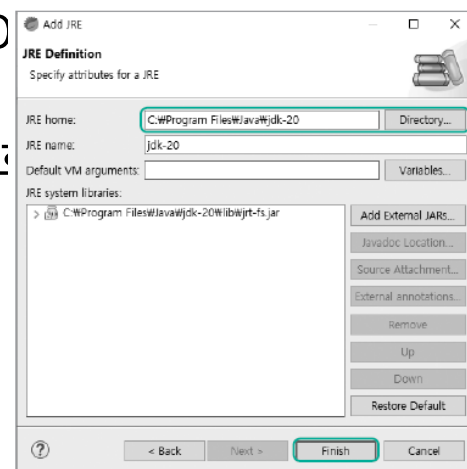 Add JRE
JRE Definition
Specify attributes for a JRE
JRE home: C:₩Program Files₩Java₩jdk-20 Directory...
JRE name: jdk-20
Default VM arguments: Variables...
JRE system libraries:
C:₩Program Files₩Java₩jdk-20₩lib₩jrt-fs.jar Add External JARs...
Javadoc Location...
Source Attachment...
External annotations...
Remove
Up
Down
Restore Default
< Back Next > Finish Cancel